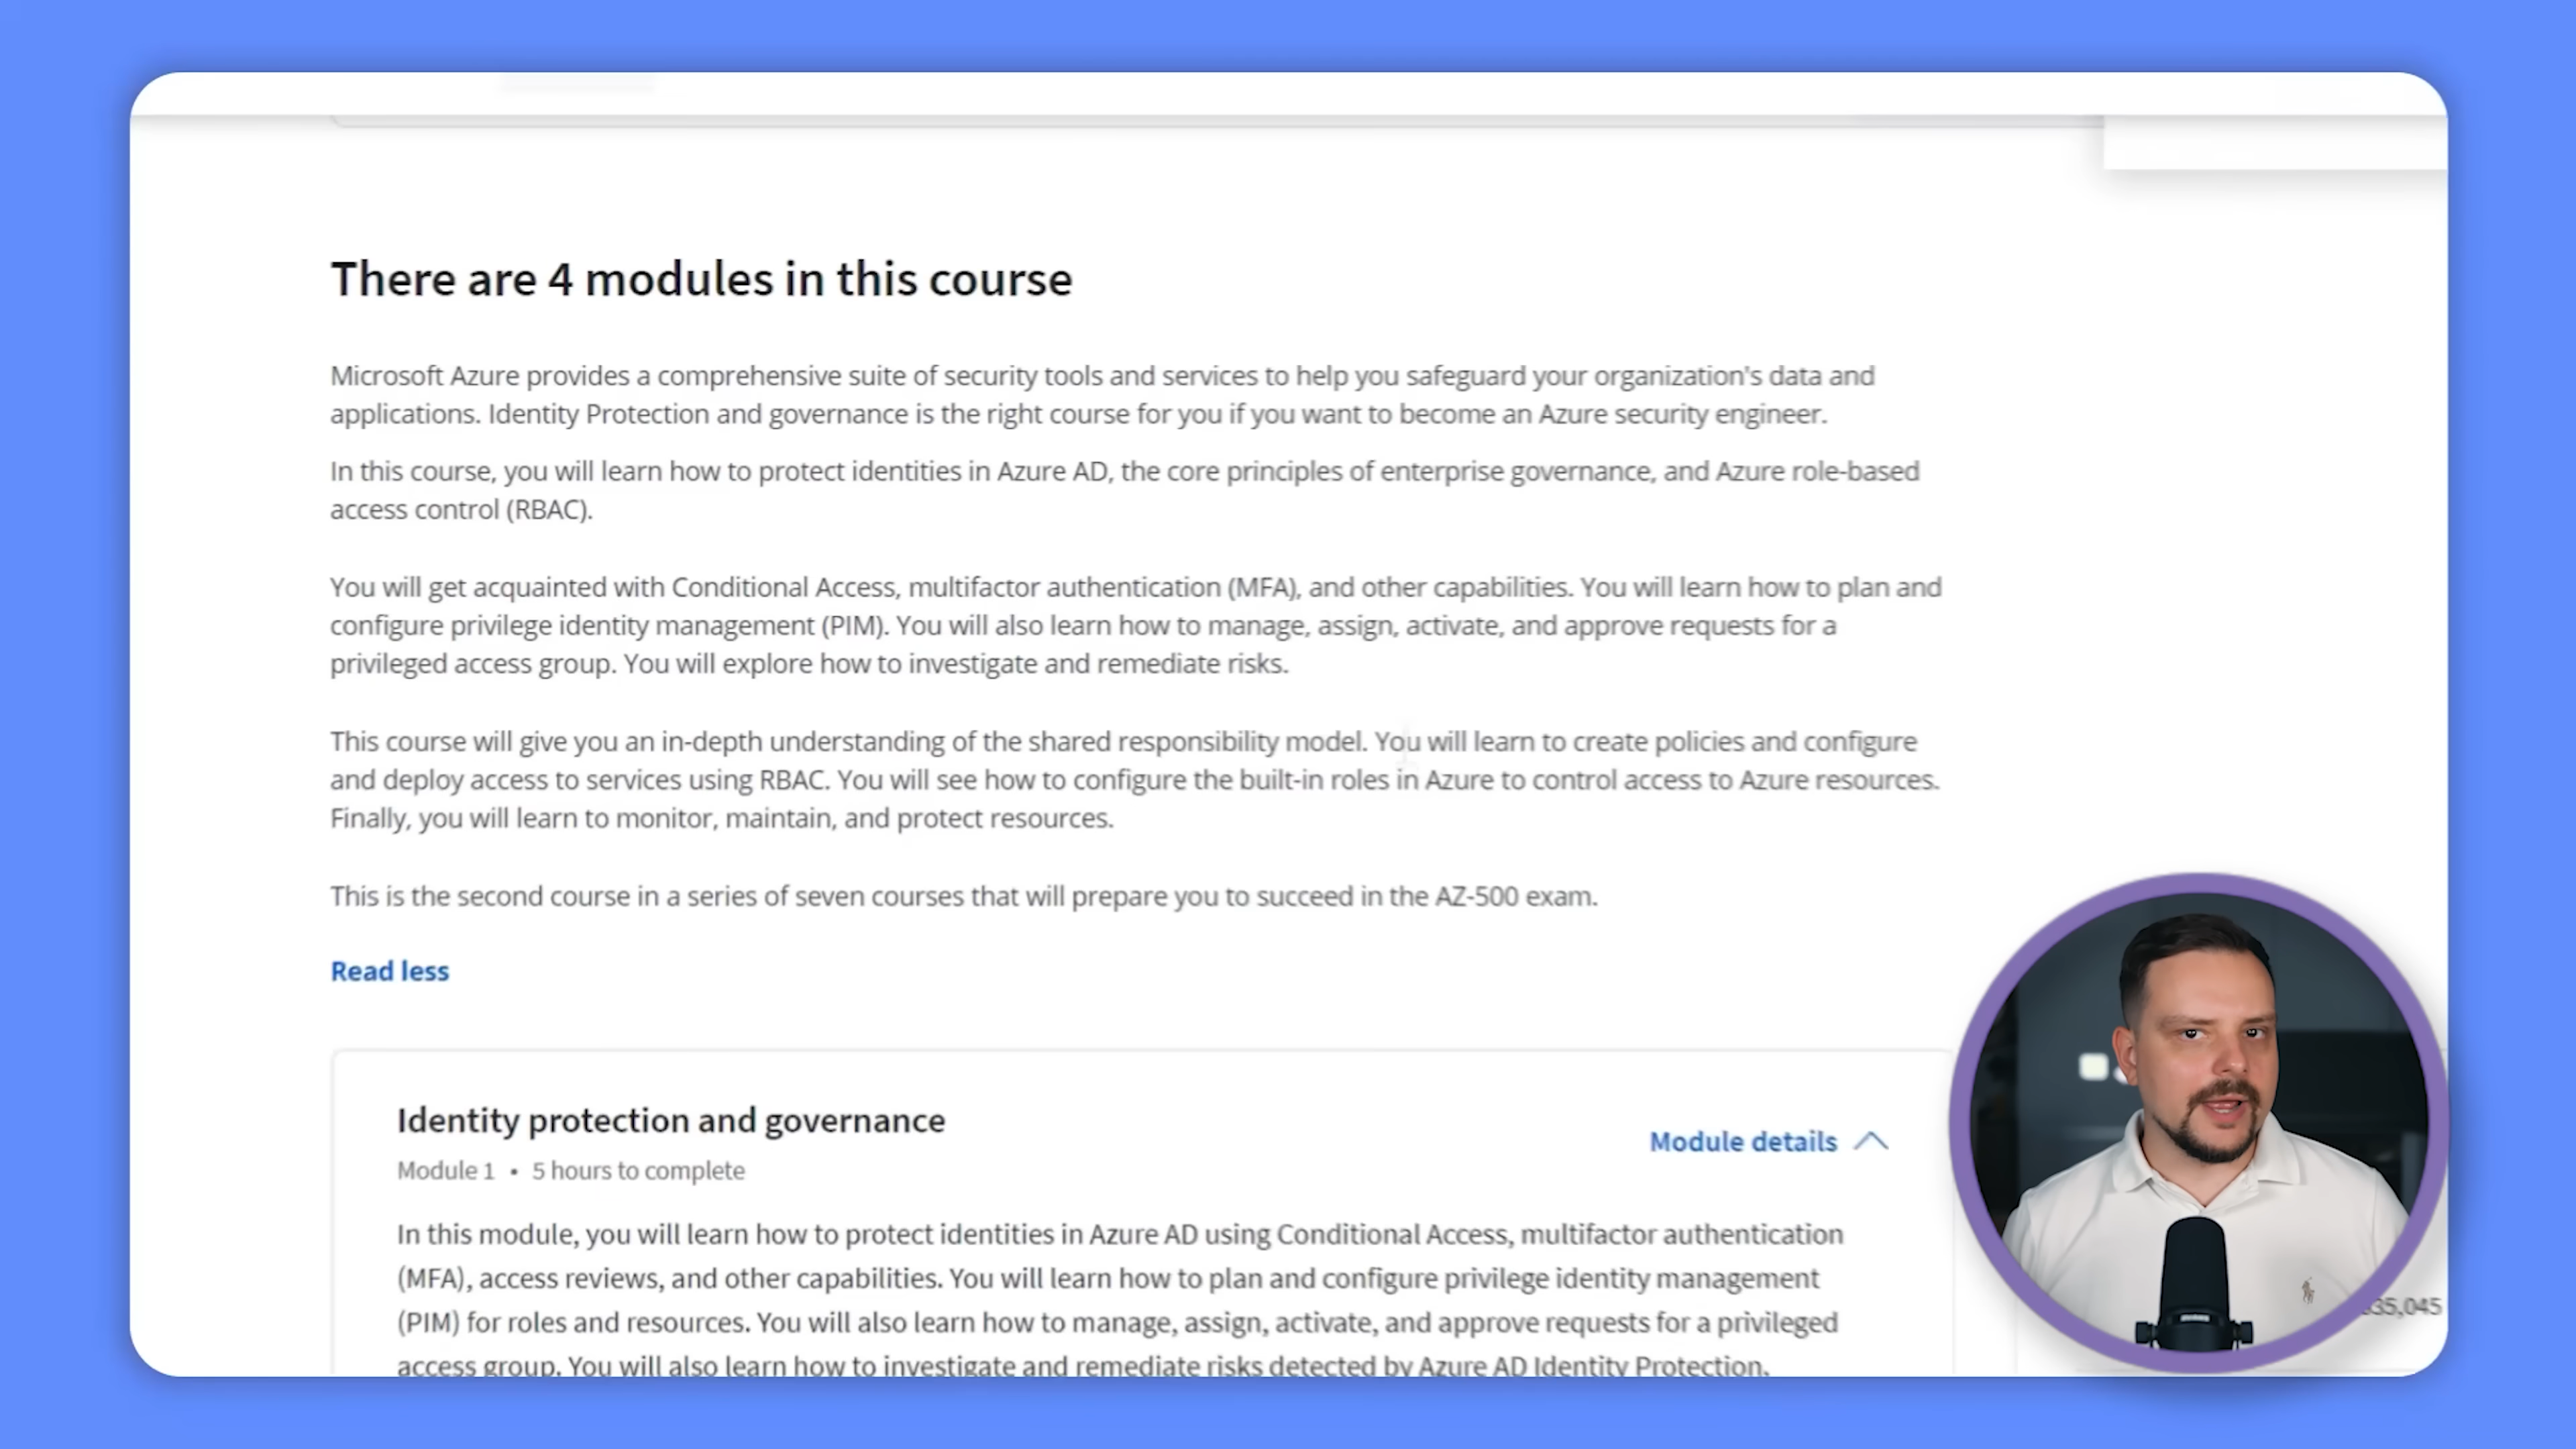 There are 4 modules in this course
Microsoft Azure provides a comprehensive suite of security tools and services to help you safeguard your organization's data and
applications. Identity Protection and governance is the right course for you if you want to become an Azure security engineer.
In this course, you will learn how to protect identities in Azure AD, the core principles of enterprise governance, and Azure role-based
access control (RBAC).
You will get acquainted with Conditional Access, multifactor authentication (MFA), and other capabilities. You will learn how to plan and
configure privilege identity management (PIM). You will also learn how to manage, assign, activate, and approve requests for a
privileged access group. You will explore how to investigate and remediate risks.
This course will give you an in-depth understanding of the shared responsibility model. You will learn to create policies and configure
and deploy access to services using RBAC. You will see how to configure the built-in roles in Azure to control access to Azure resources.
Finally, you will learn to monitor, maintain, and protect resources.
This is the second course in a series of seven courses that will prepare you to succeed in the AZ-500 exam.
Read less
Identity protection and governance
Module details
Module 1 • 5 hours to complete
In this module, you will learn how to protect identities in Azure AD using Conditional Access, multifactor authentication
(MFA), access reviews, and other capabilities. You will learn how to plan and configure privilege identity management
(PIM) for roles and resources. You will also learn how to manage, assign, activate, and approve requests for a privileged
access group. You will also learn how to investigate and remediate risks detected by Azure AD Identity Protection.